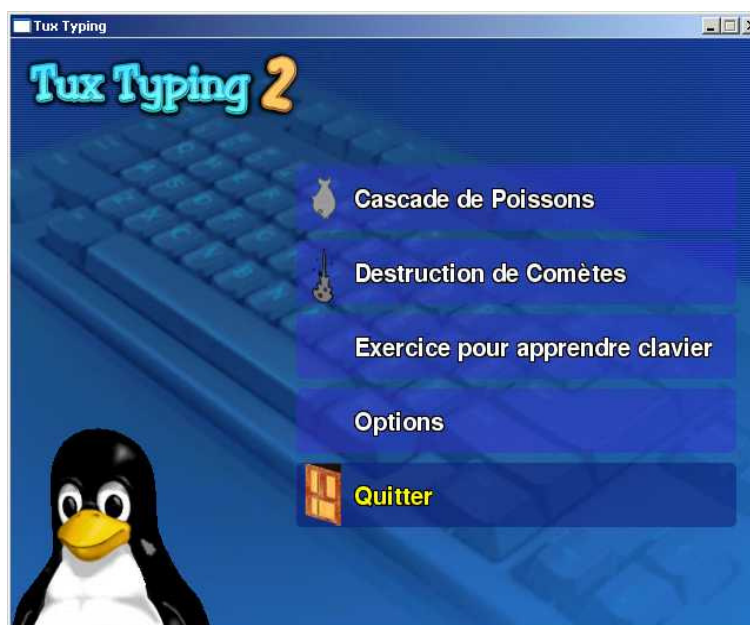 Tux Typing
Tux Typing 2
Cascade de Poissons
Destruction de Comètes
Exercice pour apprendre clavier
Options
Quitter